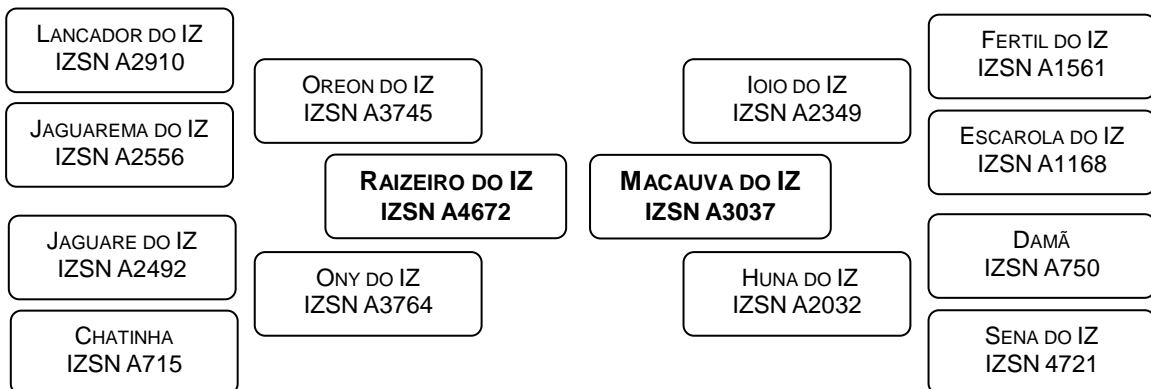 LANCADOR DO IZ
IZSN A2910
JAGUAREMA DO IZ
IZSN A2556
JAGUARE DO IZ
IZSN A2492
CHATINHA
IZSN A715
OREON DO IZ
IZSN A3745
ONY DO IZ
IZSN A3764
RAIZEIRO DO IZ
IZSN A4672
MACAUVA DO IZ
IZSN A3037
IOIO DO IZ
IZSN A2349
HUNA DO IZ
IZSN A2032
FERTIL DO IZ
IZSN A1561
ESCAROLA DO IZ
IZSN A1168
DAMÃ
IZSN A750
SENA DO IZ
IZSN 4721